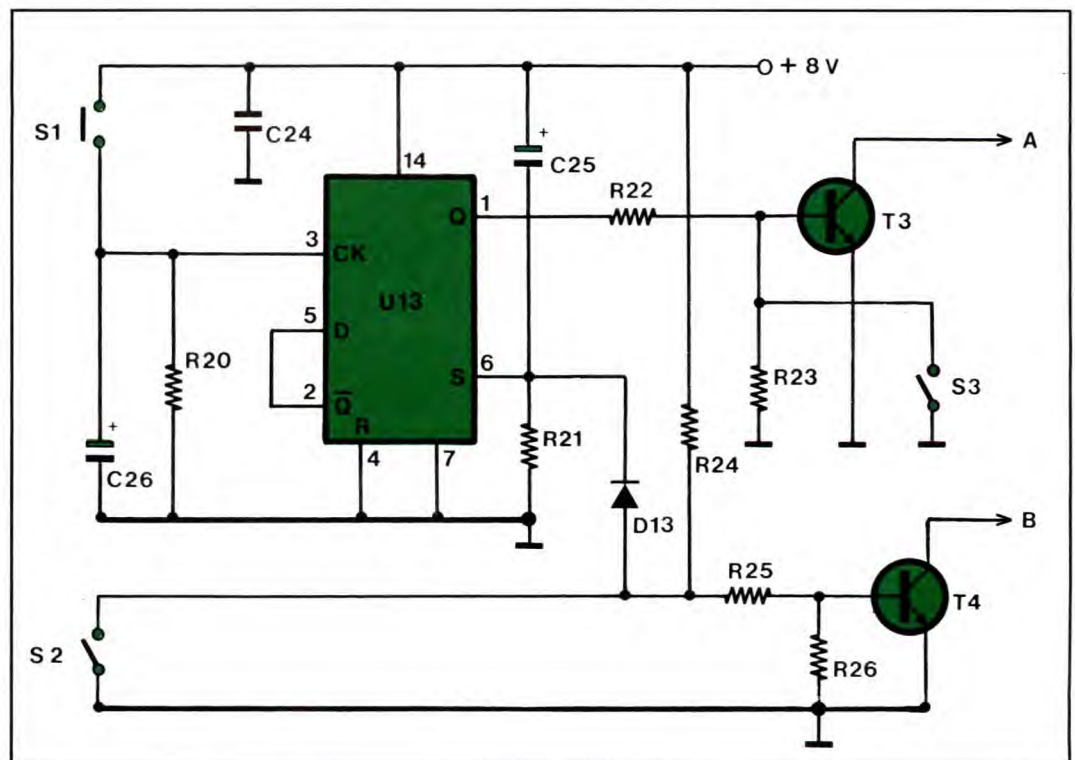 + 8 V
S1
C24
14
+
C25
R22
1
Q
A
T3
3
CK
U13
5
D
R20
6
S
2
Q̅
R
R23
S3
4
7
R21
R24
+
C26
D13
B
R25
T4
S 2
R26